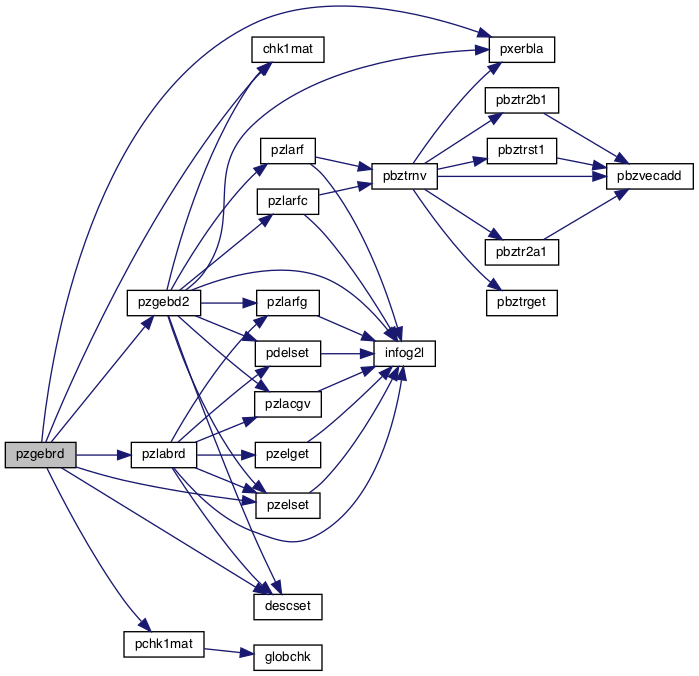 chk1mat
pxerbla
pbztr2b1
pzlarf
pbztrst1
pbztrnv
pbzvecadd
pzlarfc
pbztr2a1
pzgebd2
pzlarfg
pbztrget
pdelset
infog2l
pzlacgv
pzgebrd
pzlabrd
pzelget
pzelset
descset
pchk1mat
globchk